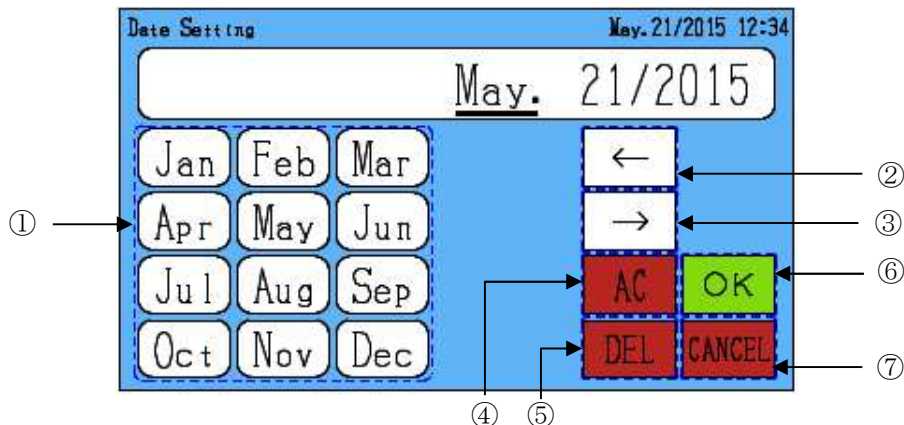 Date Setting May.21/2015 12:34
May. 21/2015
Jan Feb Mar ←
②
① Apr May Jun → ③
Jul Aug Sep AC OK ⑥
Oct Nov Dec DEL CANCEL ⑦
④ ⑤